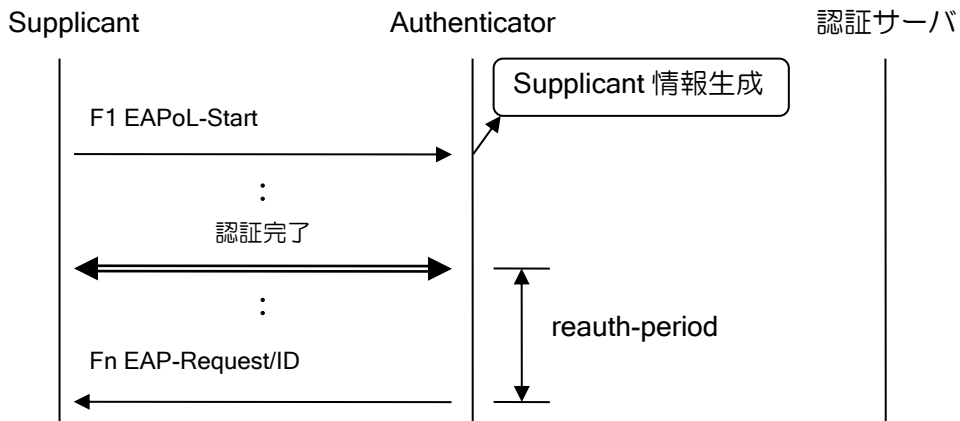 Supplicant
Authenticator
認証サーバ
Supplicant 情報生成
F1 EAPoL-Start
:
認証完了
:
reauth-period
Fn EAP-Request/ID